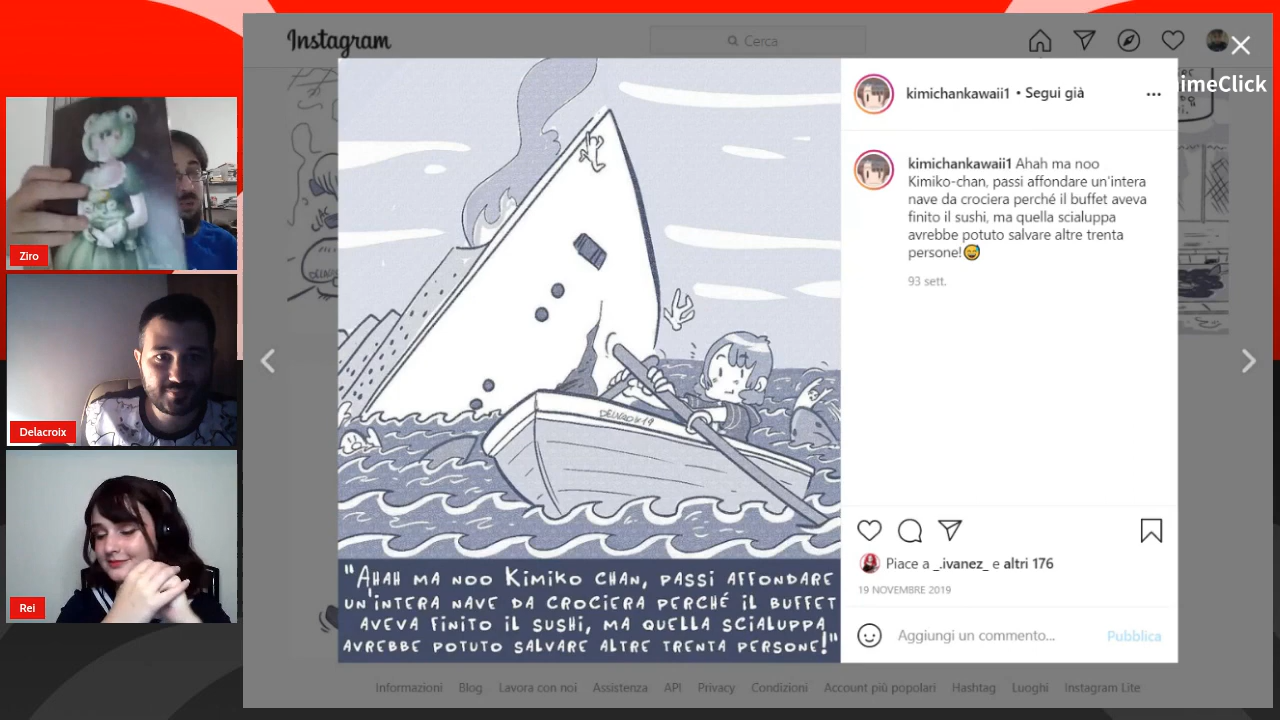 Instagram
Cerca
imeClick
kimichankawaii1 • Segui già
kimichankawaii1 Ahah ma noo
Kimiko-chan, passi affondare un'intera
nave da crociera perché il buffet aveva
finito il sushi, ma quella scialuppa
avrebbe potuto salvare altre trenta
persone!😅
93 sett.
Ziro
Delacroix
Rei
DELACROIX·19
"AHAH MA NOO KIMIKO CHAN, PASSI AFFONDARE
UN'INTERA NAVE DA CROCIERA PERCHÉ IL BUFFET
AVEVA FINITO IL SUSHI, MA QUELLA SCIALUPPA
AVREBBE POTUTO SALVARE ALTRE TRENTA PERSONE!"
Piace a _.ivanez_ e altri 176
19 NOVEMBRE 2019
Aggiungi un commento... Pubblica
Informazioni Blog Lavora con noi Assistenza API Privacy Condizioni Account più popolari Hashtag Luoghi Instagram Lite